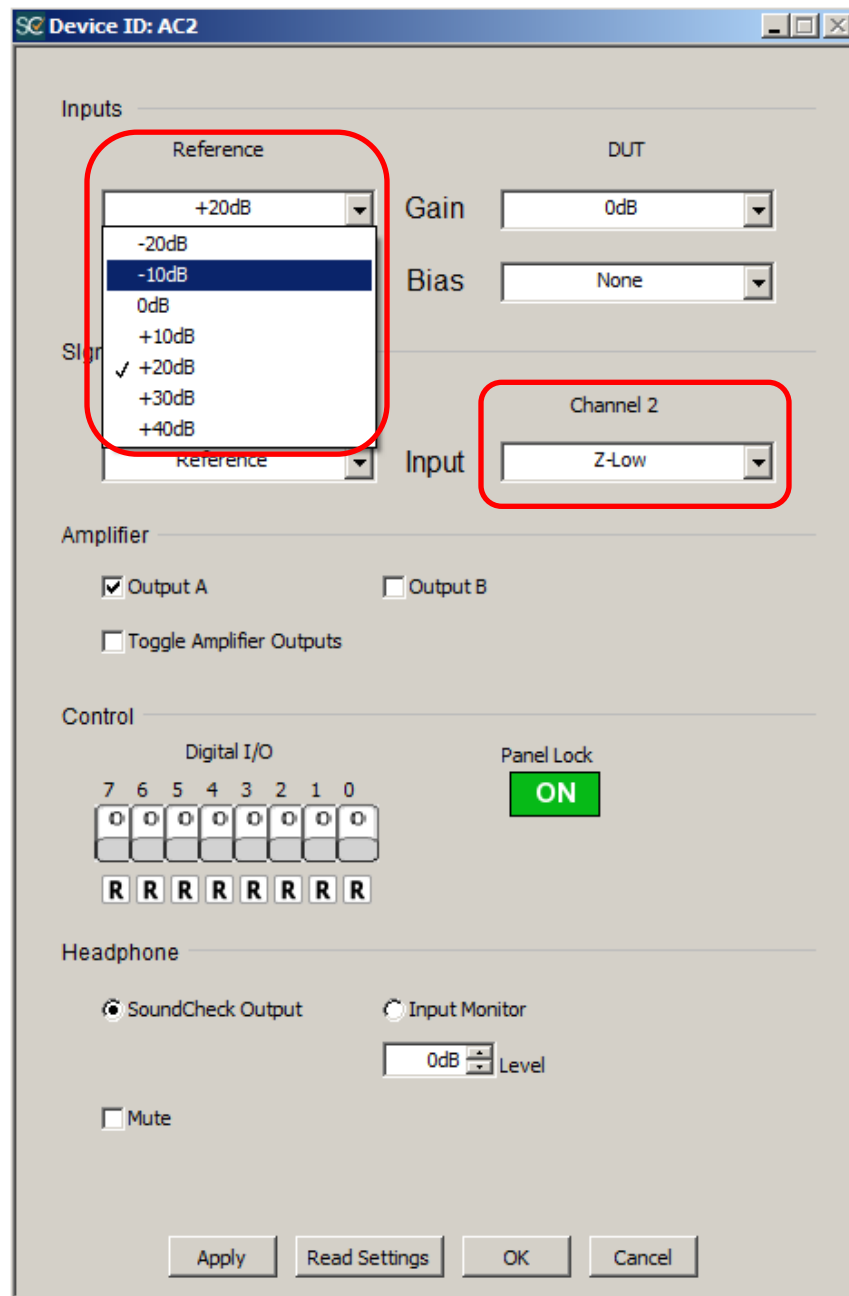 SC Device ID: AC2
Inputs
Reference DUT
+20dB Gain 0dB
-20dB
-10dB Bias None
0dB
+10dB
SIgr
✓ +20dB
+30dB
Channel 2
+40dB
Reference Input Z-Low
Amplifier
Output A Output B
Toggle Amplifier Outputs
Control
Digital I/O Panel Lock
7 6 5 4 3 2 1 0 ON
R R R R R R R R
Headphone
SoundCheck Output Input Monitor
0dB Level
Mute
Apply Read Settings OK Cancel